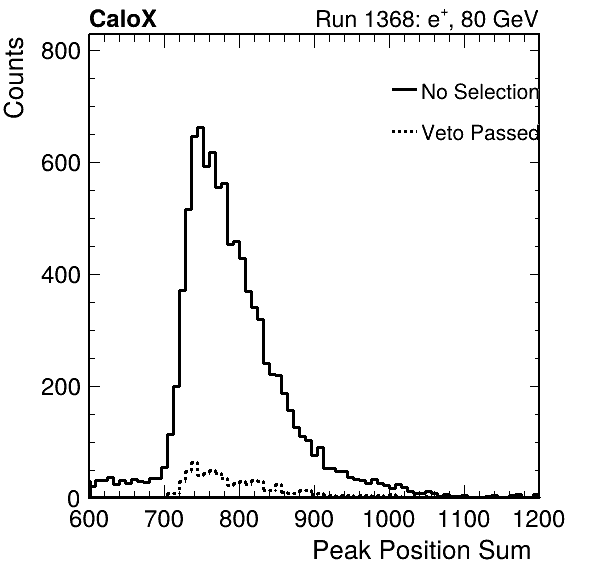 CaloX Run 1368: e⁺, 80 GeV
Counts
800
No Selection
Veto Passed
600
400
200
0
600 700 800 900 1000 1100 1200
Peak Position Sum